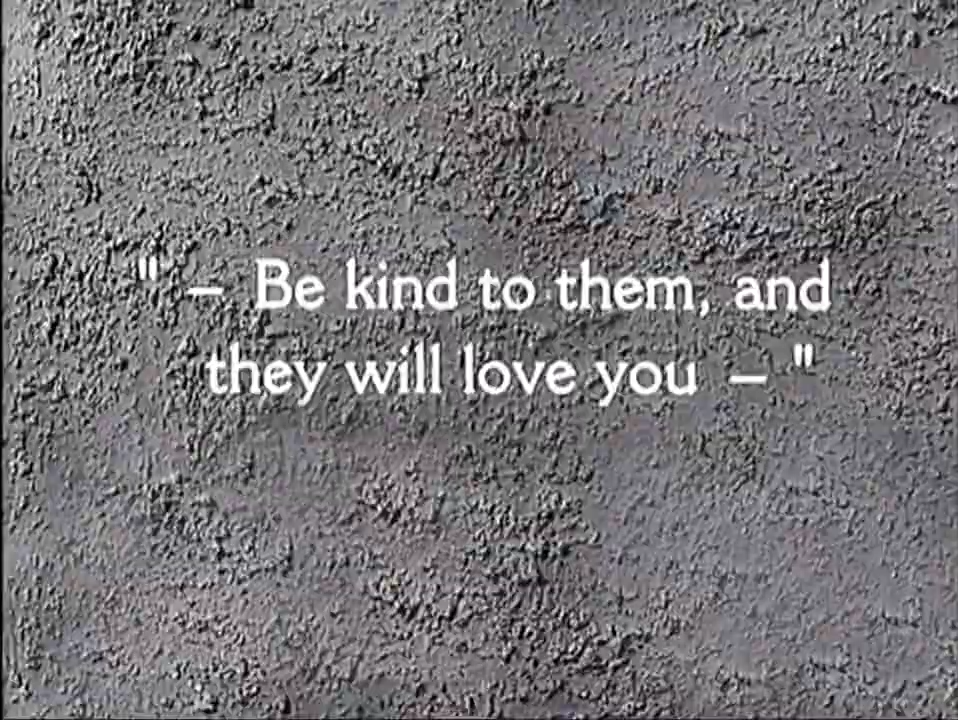 " – Be kind to them, and
they will love you – "